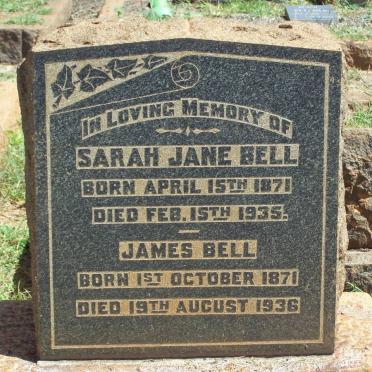 IN LOVING MEMORY OF
SARAH JANE BELL
BORN APRIL 15TH 1871
DIED FEB. 15TH 1935.
JAMES BELL
BORN 1ST OCTOBER 1871
DIED 19TH AUGUST 1936